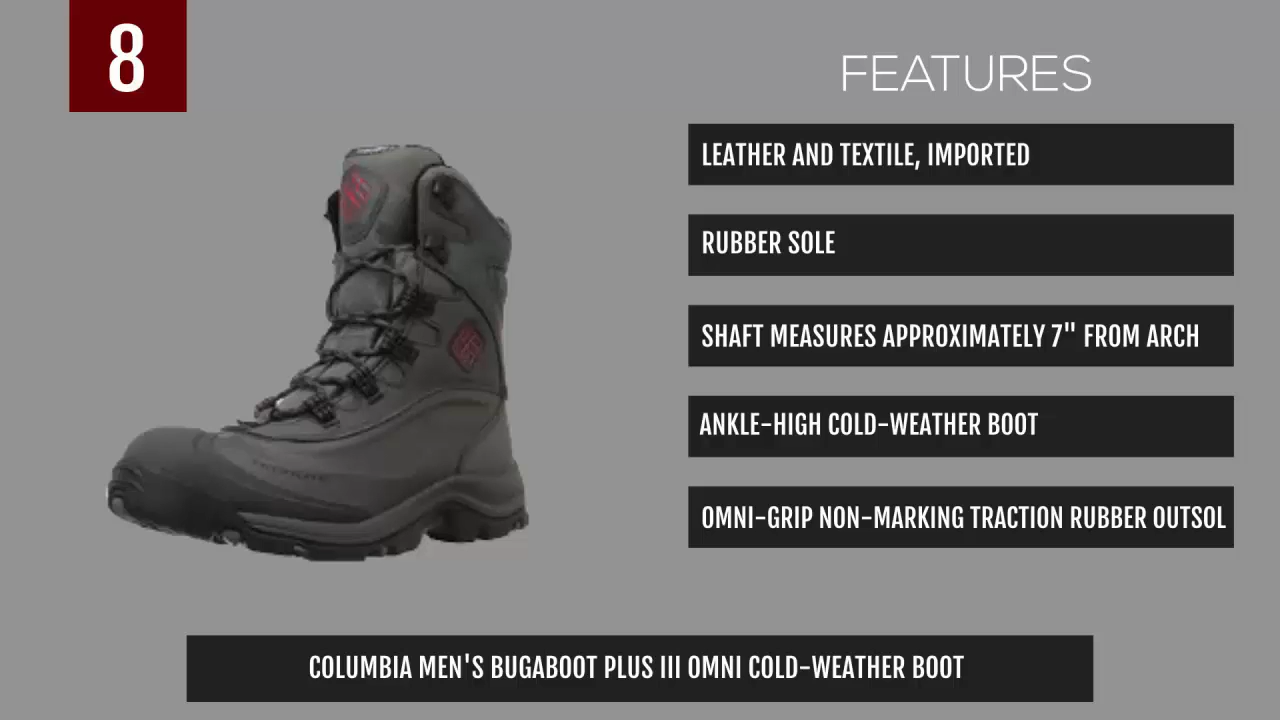 8
FEATURES
LEATHER AND TEXTILE, IMPORTED
RUBBER SOLE
SHAFT MEASURES APPROXIMATELY 7" FROM ARCH
ANKLE-HIGH COLD-WEATHER BOOT
OMNI-GRIP NON-MARKING TRACTION RUBBER OUTSOL
COLUMBIA MEN'S BUGABOOT PLUS III OMNI COLD-WEATHER BOOT